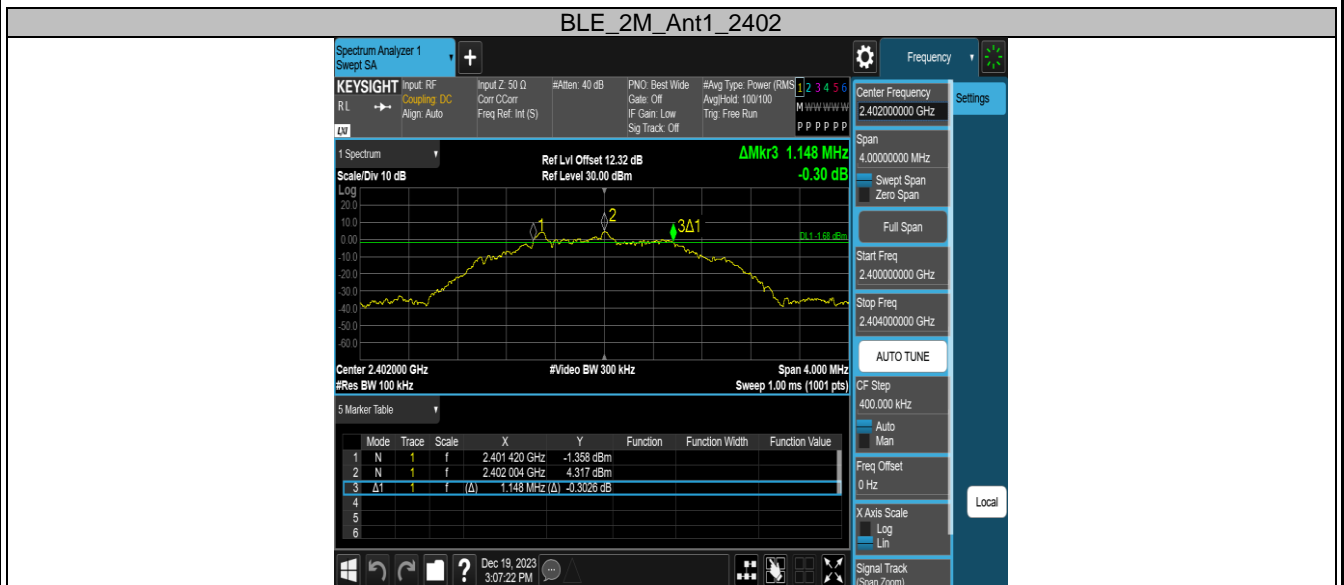 BLE_2M_Ant1_2402
Spectrum Analyzer 1
Swept SA
+
Frequency
KEYSIGHT
RL
LXI
Input: RF
Coupling: DC
Align: Auto
Input Z: 50 Ω
Corr CCorr
Freq Ref: Int (S)
#Atten: 40 dB
PNO: Best Wide
Gate: Off
IF Gain: Low
Sig Track: Off
#Avg Type: Power (RMS
Avg|Hold: 100/100
Trig: Free Run
1 2 3 4 5 6
M W W W W W
P P P P P P
1 Spectrum
Scale/Div 10 dB
Ref Lvl Offset 12.32 dB
Ref Level 30.00 dBm
ΔMkr3 1.148 MHz
-0.30 dB
Log
20.0
10.0
0.00
-10.0
-20.0
-30.0
-40.0
-50.0
-60.0
1
2
3Δ1
DL1 -1.68 dBm
Center 2.402000 GHz
#Video BW 300 kHz
Span 4.000 MHz
#Res BW 100 kHz
Sweep 1.00 ms (1001 pts)
5 Marker Table
Mode Trace Scale X Y Function Function Width Function Value
1 N 1 f 2.401 420 GHz -1.358 dBm
2 N 1 f 2.402 004 GHz 4.317 dBm
3 Δ1 1 f (Δ) 1.148 MHz (Δ) -0.3026 dB
4
5
6
?
Dec 19, 2023
3:07:22 PM
Center Frequency
2.402000000 GHz
Settings
Span
4.00000000 MHz
Swept Span
Zero Span
Full Span
Start Freq
2.400000000 GHz
Stop Freq
2.404000000 GHz
AUTO TUNE
CF Step
400.000 kHz
Auto
Man
Freq Offset
0 Hz
Local
X Axis Scale
Log
Lin
Signal Track
(Span Zoom)